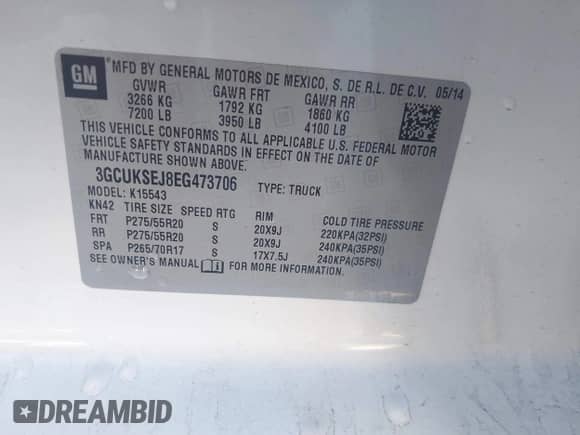 GM
MFD BY GENERAL MOTORS DE MEXICO, S. DE R.L. DE C.V. 05/14
GVWR GAWR FRT GAWR RR
3266 KG 1792 KG 1860 KG
7200 LB 3950 LB 4100 LB
THIS VEHICLE CONFORMS TO ALL APPLICABLE U.S. FEDERAL MOTOR
VEHICLE SAFETY STANDARDS IN EFFECT ON THE DATE OF
MANUFACTURE SHOWN ABOVE.
3GCUKSEJ8EG473706 TYPE: TRUCK
MODEL: K15543
KN42 TIRE SIZE SPEED RTG RIM COLD TIRE PRESSURE
FRT P275/55R20 S 20X9J 220KPA(32PSI)
RR P275/55R20 S 20X9J 240KPA(35PSI)
SPA P265/70R17 S 17X7.5J 240KPA(35PSI)
SEE OWNER'S MANUAL FOR MORE INFORMATION.
DREAMBID